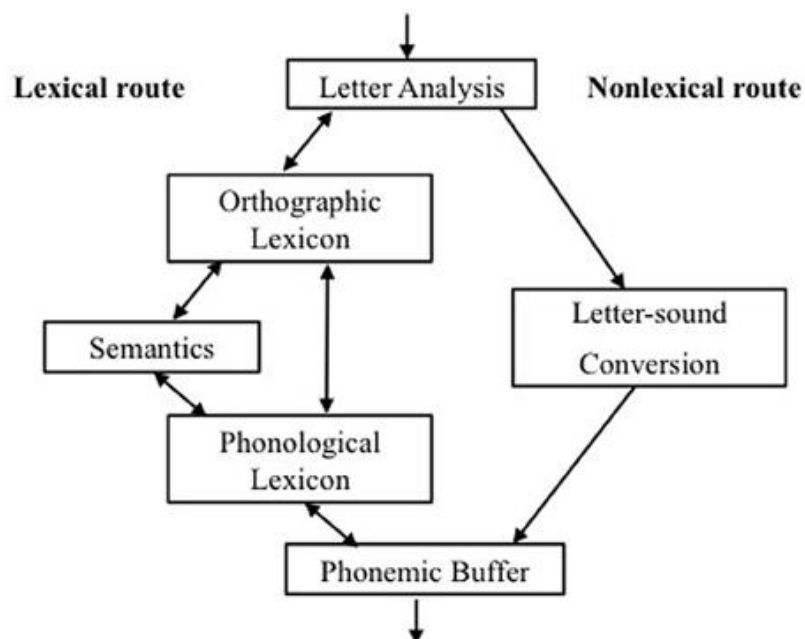 Letter Analysis
Lexical route
Nonlexical route
Orthographic
Lexicon
Letter-sound
Conversion
Semantics
Phonological
Lexicon
Phonemic Buffer